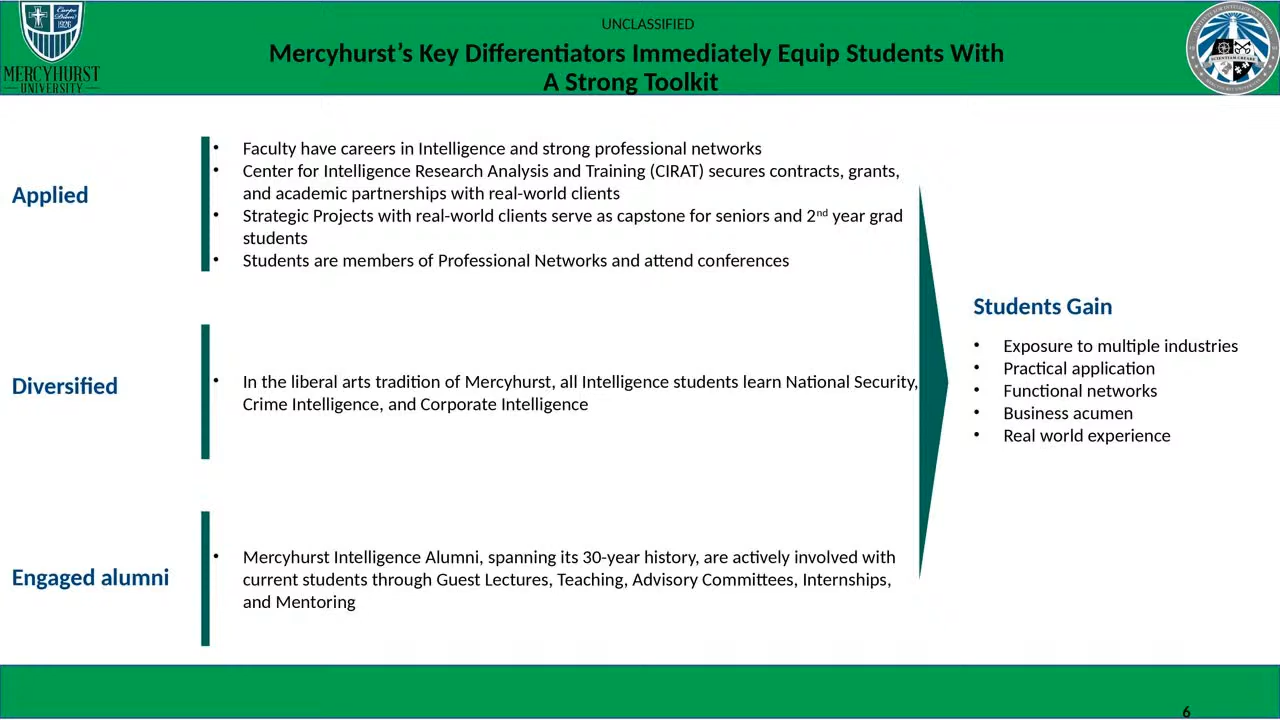 UNCLASSIFIED
Mercyhurst’s Key Differentiators Immediately Equip Students With
A Strong Toolkit
Carpe Diem
1926
MERCYHURST
UNIVERSITY
SCIENTIAM CREARE
Applied
• Faculty have careers in Intelligence and strong professional networks
• Center for Intelligence Research Analysis and Training (CIRAT) secures contracts, grants,
and academic partnerships with real-world clients
• Strategic Projects with real-world clients serve as capstone for seniors and 2nd year grad
students
• Students are members of Professional Networks and attend conferences
Diversified
• In the liberal arts tradition of Mercyhurst, all Intelligence students learn National Security,
Crime Intelligence, and Corporate Intelligence
Engaged alumni
• Mercyhurst Intelligence Alumni, spanning its 30-year history, are actively involved with
current students through Guest Lectures, Teaching, Advisory Committees, Internships,
and Mentoring
Students Gain
• Exposure to multiple industries
• Practical application
• Functional networks
• Business acumen
• Real world experience
6